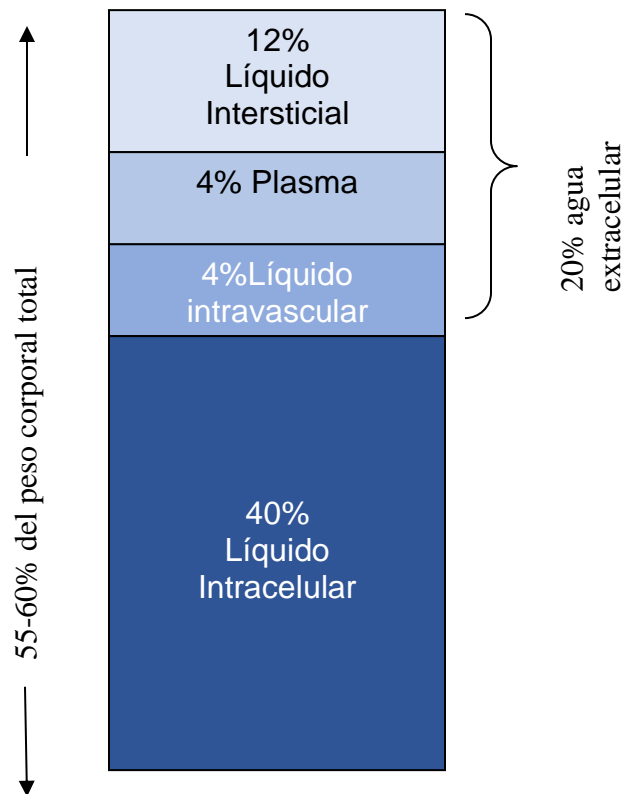 12%
Líquido
Intersticial
4% Plasma
4%Líquido
intravascular
40%
Líquido
Intracelular
55-60% del peso corporal total
20% agua
extracelular